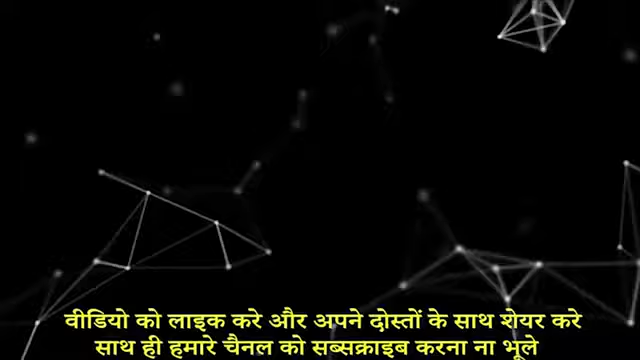 वीडियो को लाइक करे और अपने दोस्तों के साथ शेयर करे
साथ ही हमारे चैनल को सब्सक्राइब करना ना भूले